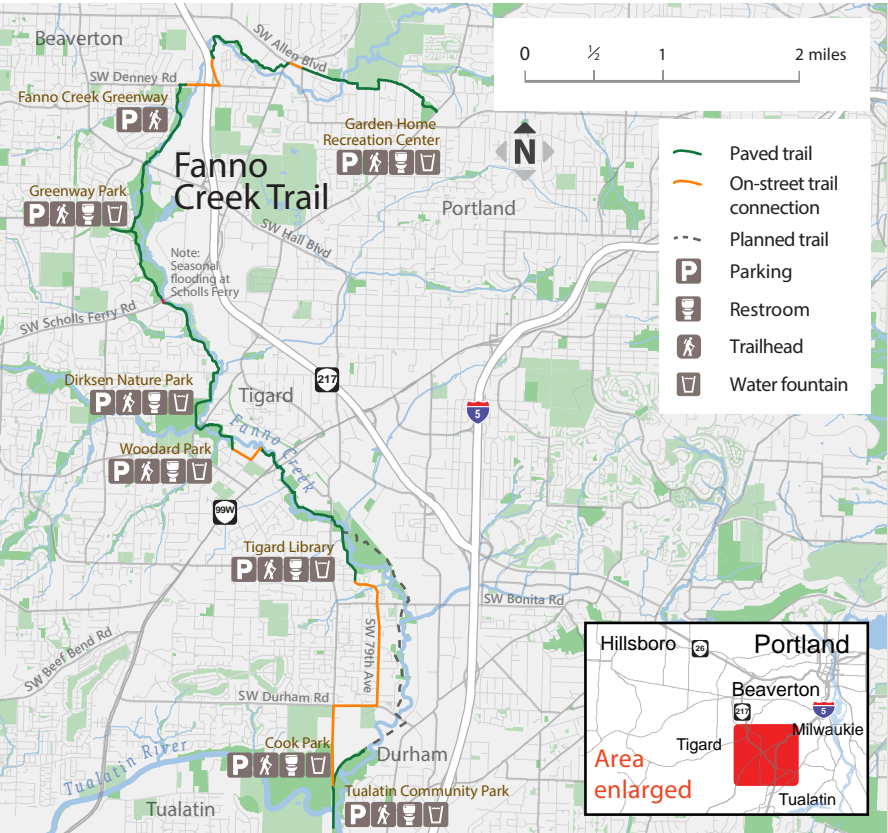 Beaverton
SW Allen Blvd
SW Denney Rd
Fanno Creek Greenway
P
Garden Home
Recreation Center
P
Fanno
Creek Trail
Greenway Park
P
Portland
SW Hall Blvd
Note:
Seasonal
flooding at
Scholls Ferry
SW Scholls Ferry Rd
217
Dirksen Nature Park
P
Tigard
5
Fanno
Creek
Woodard Park
P
99W
Tigard Library
P
SW Bonita Rd
SW 79th Ave
SW Beef Bend Rd
SW Durham Rd
Cook Park
P
Durham
Tualatin River
Tualatin Community Park
P
Tualatin
0 ½ 1 2 miles
N
Paved trail
On-street trail
connection
Planned trail
P Parking
Restroom
Trailhead
Water fountain
Hillsboro
26
Portland
Beaverton
217
5
Milwaukie
Tigard
Area
enlarged
Tualatin